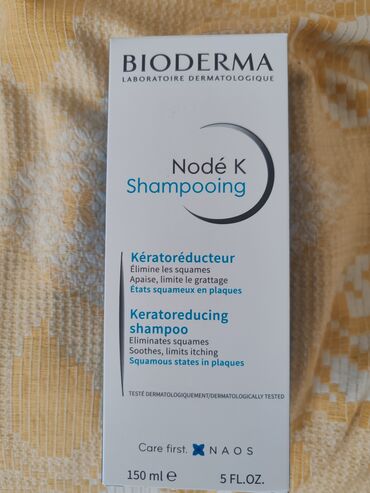 BIODERMA
LABORATOIRE DERMATOLOGIQUE
Nodé K
Shampooing
Kératoréducteur
Élimine les squames
Apaise, limite le grattage
États squameux en plaques
Keratoreducing
shampoo
Eliminates squames
Soothes, limits itching
Squamous states in plaques
TESTÉ DERMATOLOGIQUEMENT/DERMATOLOGICALLY TESTED
Care first. NAOS
150 ml ℮ 5 FL.OZ.